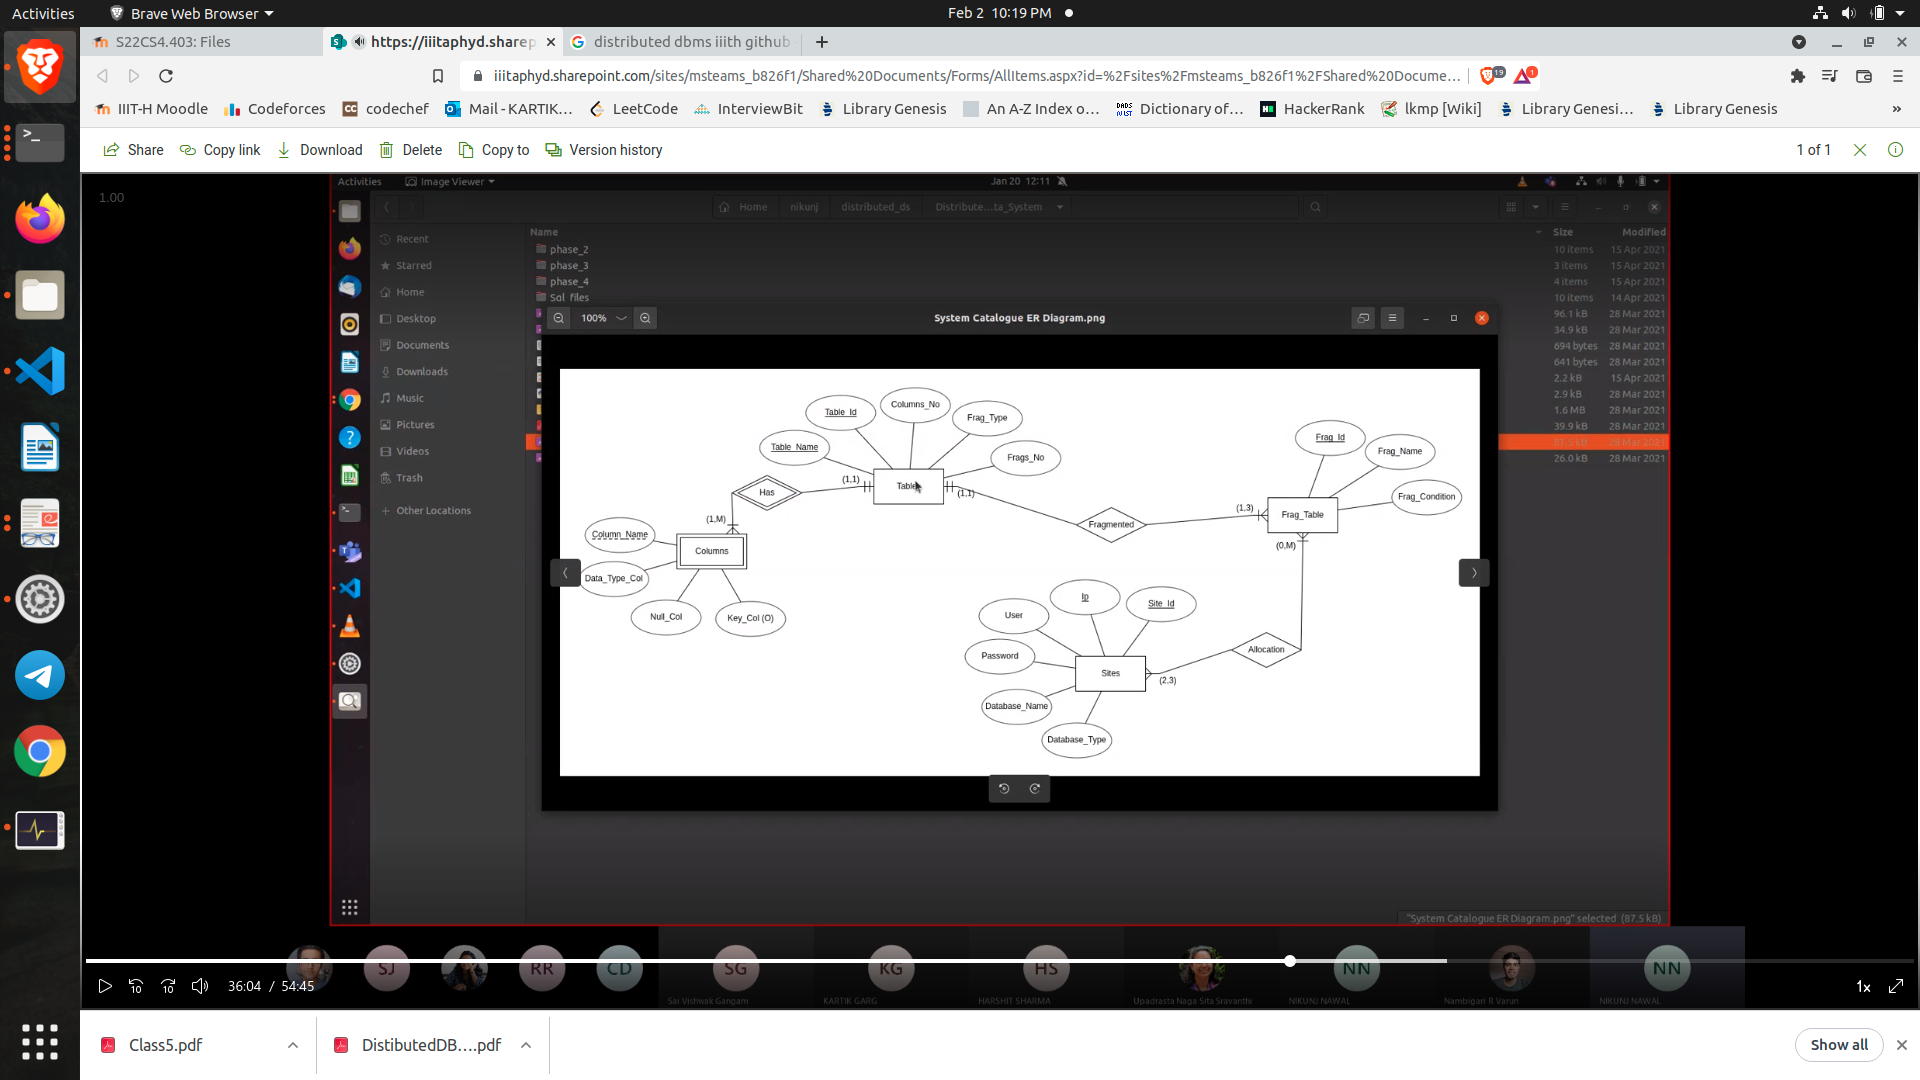 Activities
Brave Web Browser
Feb 2 10:19 PM
S22CS4.403: Files
https://iiitaphyd.sharep
distributed dbms iiith github
iiitaphyd.sharepoint.com/sites/msteams_b826f1/Shared%20Documents/Forms/AllItems.aspx?id=%2Fsites%2Fmsteams_b826f1%2FShared%20Docume...
19
1
IIIT-H Moodle
Codeforces
codechef
Mail - KARTIK...
LeetCode
InterviewBit
Library Genesis
An A-Z Index o...
Dictionary of...
HackerRank
lkmp [Wiki]
Library Genesi...
Library Genesis
»
Share
Copy link
Download
Delete
Copy to
Version history
1 of 1
1.00
Activities
Image Viewer
Jan 20 12:11
Home
nikunj
distributed_ds
Distribute...ta_System
Recent
Starred
Home
Desktop
Documents
Downloads
Music
Pictures
Videos
Trash
Other Locations
Name
Size
Modified
phase_2
10 items
15 Apr 2021
phase_3
3 items
15 Apr 2021
phase_4
4 items
15 Apr 2021
Sol files
10 items
14 Apr 2021
96.1 kB
28 Mar 2021
34.9 kB
28 Mar 2021
694 bytes
28 Mar 2021
641 bytes
28 Mar 2021
2.2 kB
15 Apr 2021
2.9 kB
28 Mar 2021
1.6 MB
28 Mar 2021
39.9 kB
28 Mar 2021
87.5 kB
28 Mar 2021
26.0 kB
28 Mar 2021
100%
System Catalogue ER Diagram.png
Table_Name
Table_Id
Columns_No
Frag_Type
Frags_No
Table
(1,1)
(1,1)
Has
(1,M)
Column_Name
Columns
Data_Type_Col
Null_Col
Key_Col (O)
Fragmented
(1,3)
Frag_Id
Frag_Name
Frag_Condition
Frag_Table
(0,M)
Allocation
(2,3)
User
Ip
Site_Id
Password
Sites
Database_Name
Database_Type
"System Catalogue ER Diagram.png" selected (87.5 kB)
SJ
RR
CD
SG
KG
HS
NN
NN
Sai Vishwak Gangam
KARTIK GARG
HARSHIT SHARMA
Upadrasta Naga Sita Sravanthi
NIKUNJ NAWAL
Nambigari R Varun
NIKUNJ NAWAL
10
10
36:04 / 54:45
1x
Class5.pdf
DistibutedDB....pdf
Show all